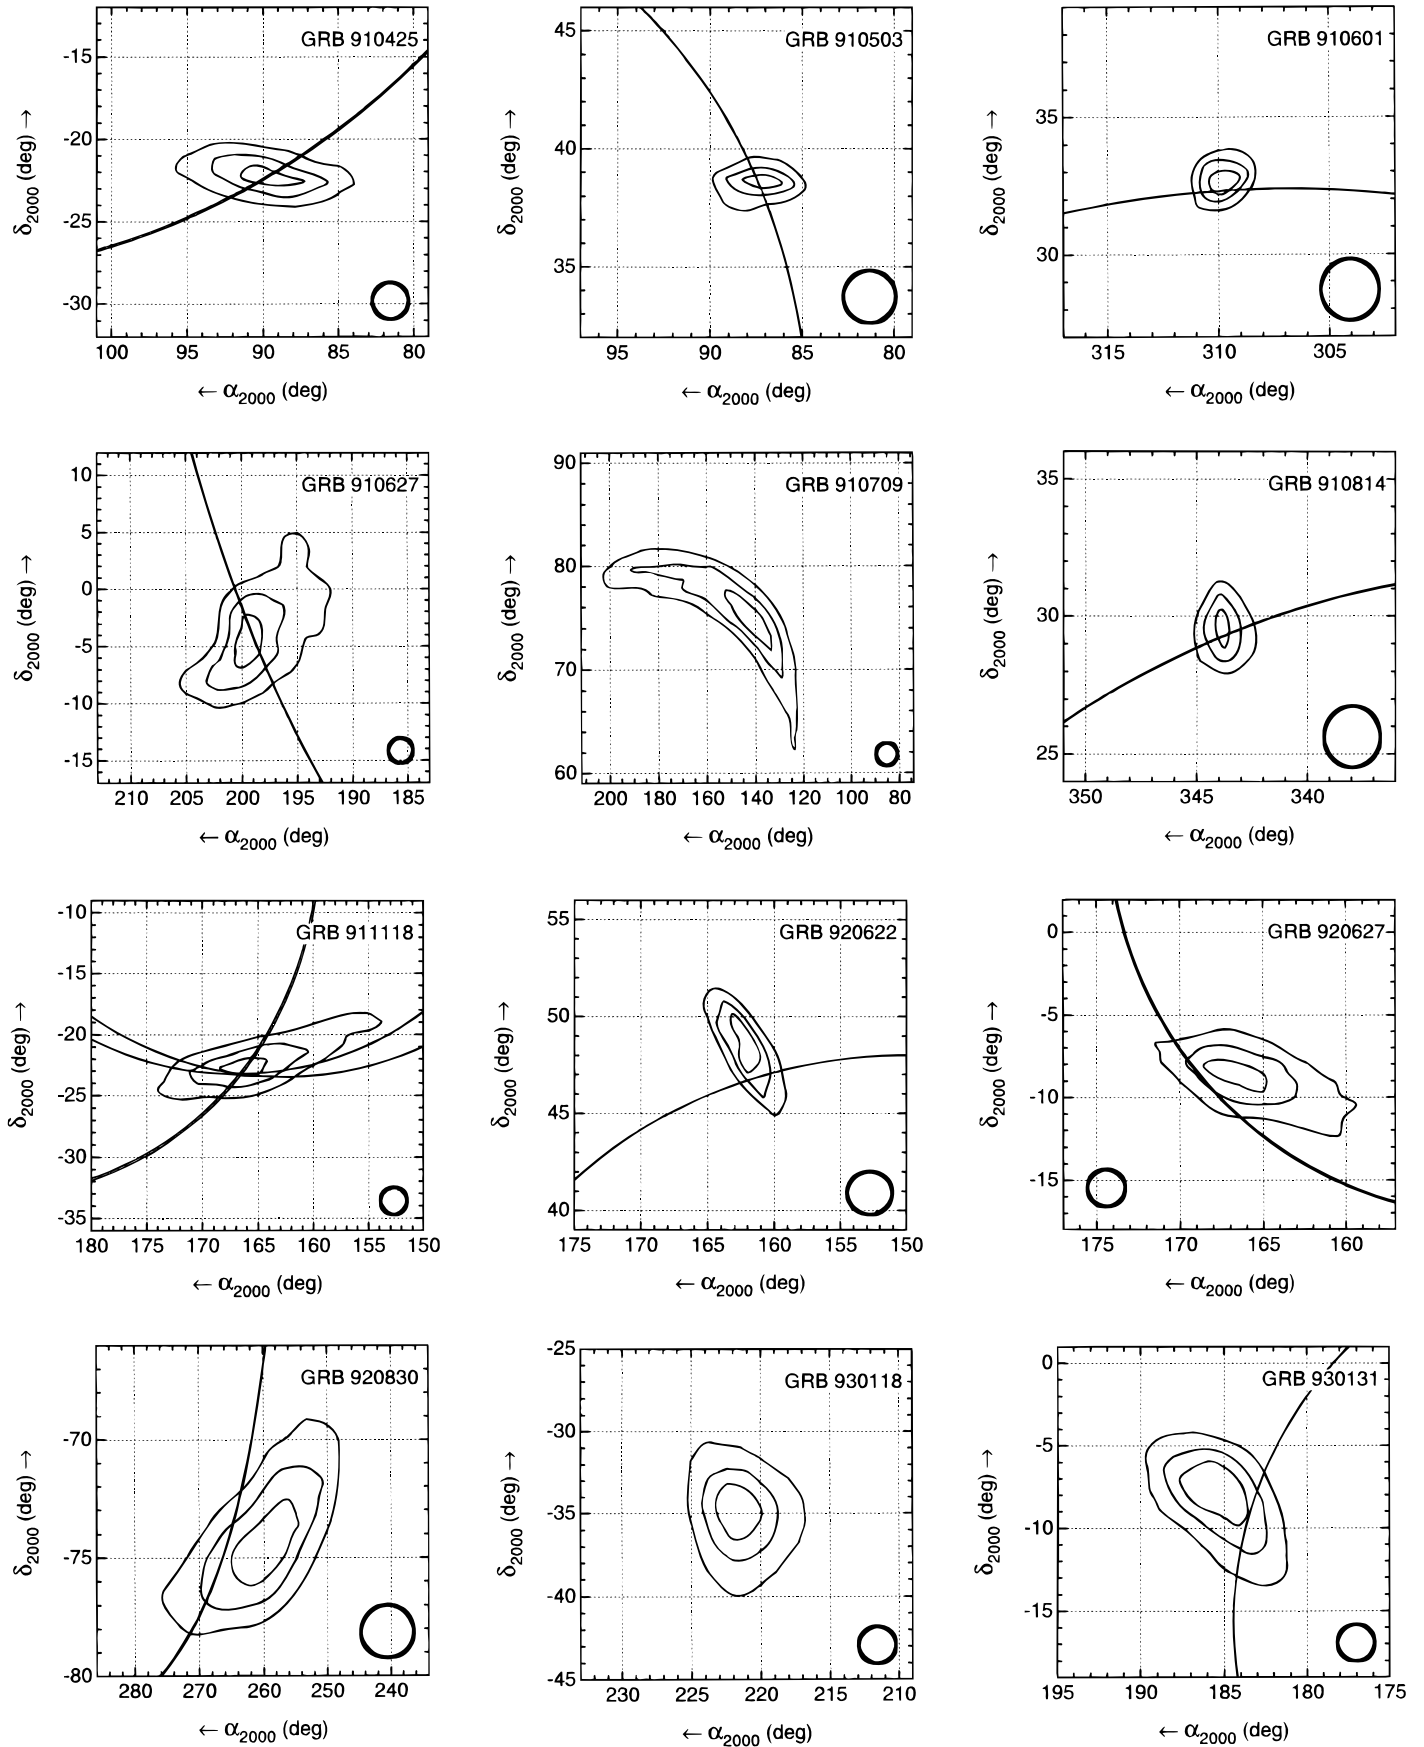 GRB 910425
-15
-20
-25
-30
δ2000 (deg) →
100 95 90 85 80
← α2000 (deg)
GRB 910503
45
40
35
δ2000 (deg) →
95 90 85 80
← α2000 (deg)
GRB 910601
35
30
δ2000 (deg) →
315 310 305
← α2000 (deg)
GRB 910627
10
5
0
-5
-10
-15
δ2000 (deg) →
210 205 200 195 190 185
← α2000 (deg)
GRB 910709
90
80
70
60
δ2000 (deg) →
200 180 160 140 120 100 80
← α2000 (deg)
GRB 910814
35
30
25
δ2000 (deg) →
350 345 340
← α2000 (deg)
GRB 911118
-10
-15
-20
-25
-30
-35
δ2000 (deg) →
180 175 170 165 160 155 150
← α2000 (deg)
GRB 920622
55
50
45
40
δ2000 (deg) →
175 170 165 160 155 150
← α2000 (deg)
GRB 920627
0
-5
-10
-15
δ2000 (deg) →
175 170 165 160
← α2000 (deg)
GRB 920830
-70
-75
-80
δ2000 (deg) →
280 270 260 250 240
← α2000 (deg)
GRB 930118
-25
-30
-35
-40
-45
δ2000 (deg) →
230 225 220 215 210
← α2000 (deg)
GRB 930131
0
-5
-10
-15
δ2000 (deg) →
195 190 185 180 175
← α2000 (deg)